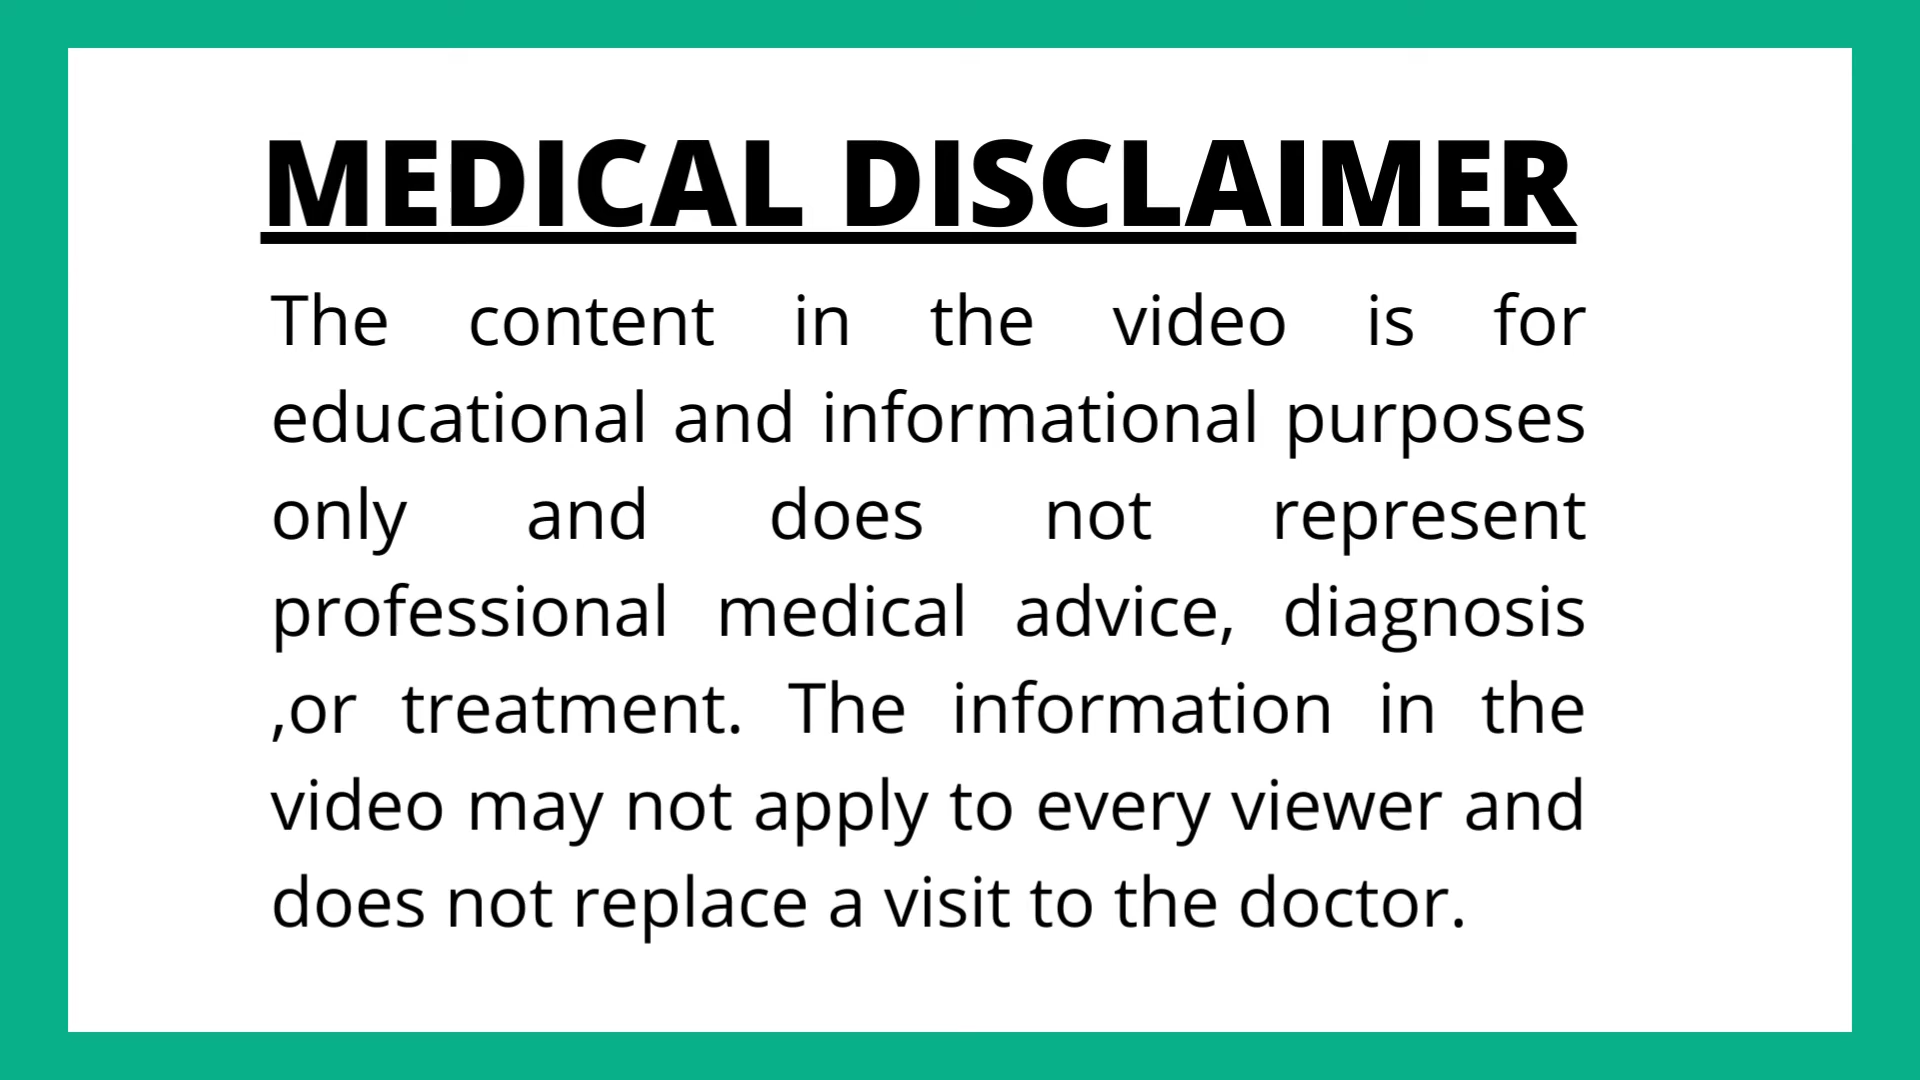 MEDICAL DISCLAIMER
The content in the video is for
educational and informational purposes
only and does not represent
professional medical advice, diagnosis
,or treatment. The information in the
video may not apply to every viewer and
does not replace a visit to the doctor.